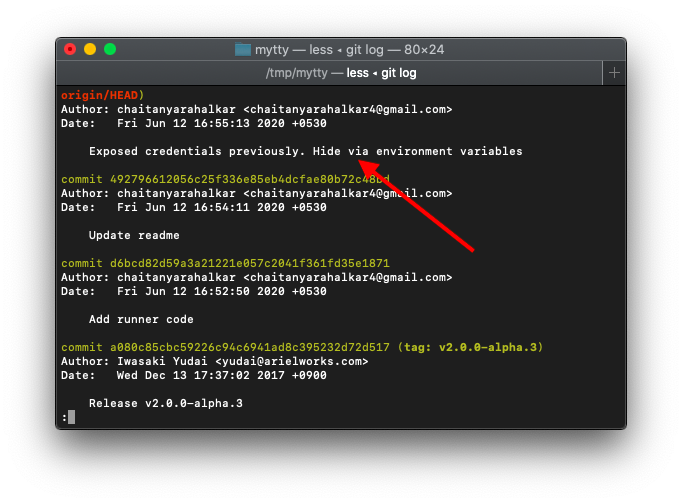 mytty — less ◂ git log — 80×24
/tmp/mytty — less ◂ git log
origin/HEAD)
Author: chaitanyarahalkar <chaitanyarahalkar4@gmail.com>
Date:   Fri Jun 12 16:55:13 2020 +0530
Exposed credentials previously. Hide via environment variables
commit 492796612056c25f336e85eb4dcfae80b72c48bd
Author: chaitanyarahalkar <chaitanyarahalkar4@gmail.com>
Date:   Fri Jun 12 16:54:11 2020 +0530
Update readme
commit d6bcd82d59a3a21221e057c2041f361fd35e1871
Author: chaitanyarahalkar <chaitanyarahalkar4@gmail.com>
Date:   Fri Jun 12 16:52:50 2020 +0530
Add runner code
commit a080c85cbc59226c94c6941ad8c395232d72d517 (tag: v2.0.0-alpha.3)
Author: Iwasaki Yudai <yudai@arielworks.com>
Date:   Wed Dec 13 17:37:02 2017 +0900
Release v2.0.0-alpha.3
: